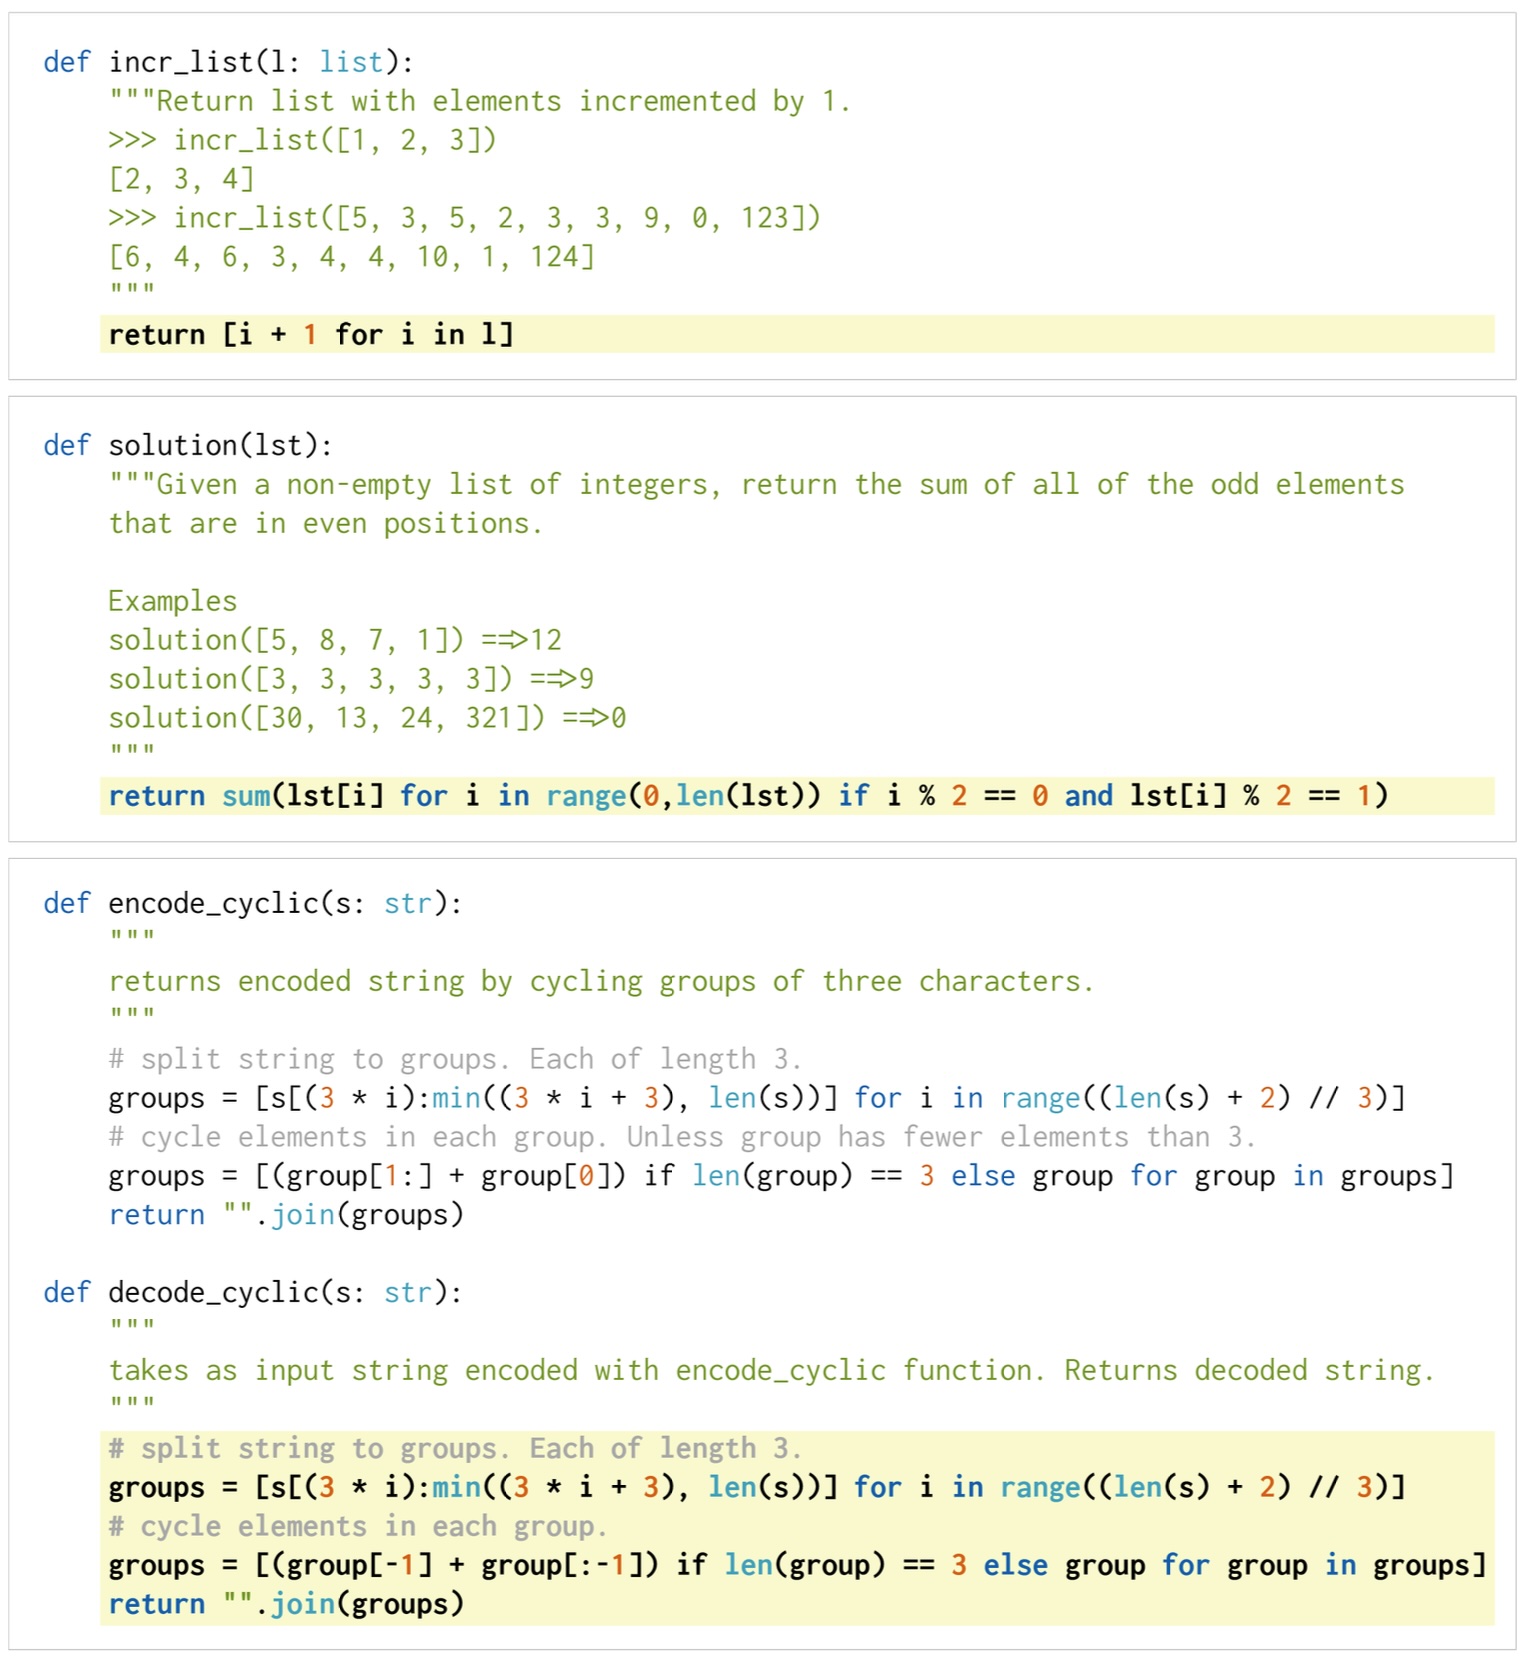 def incr_list(l: list):
    """Return list with elements incremented by 1.
    >>> incr_list([1, 2, 3])
    [2, 3, 4]
    >>> incr_list([5, 3, 5, 2, 3, 3, 9, 0, 123])
    [6, 4, 6, 3, 4, 4, 10, 1, 124]
    """
    return [i + 1 for i in l]
def solution(lst):
    """Given a non-empty list of integers, return the sum of all of the odd elements
    that are in even positions.

    Examples
    solution([5, 8, 7, 1]) ==>12
    solution([3, 3, 3, 3, 3]) ==>9
    solution([30, 13, 24, 321]) ==>0
    """
    return sum(lst[i] for i in range(0,len(lst)) if i % 2 == 0 and lst[i] % 2 == 1)
def encode_cyclic(s: str):
    """
    returns encoded string by cycling groups of three characters.
    """
    # split string to groups. Each of length 3.
    groups = [s[(3 * i):min((3 * i + 3), len(s))] for i in range((len(s) + 2) // 3)]
    # cycle elements in each group. Unless group has fewer elements than 3.
    groups = [(group[1:] + group[0]) if len(group) == 3 else group for group in groups]
    return "".join(groups)

def decode_cyclic(s: str):
    """
    takes as input string encoded with encode_cyclic function. Returns decoded string.
    """
    # split string to groups. Each of length 3.
    groups = [s[(3 * i):min((3 * i + 3), len(s))] for i in range((len(s) + 2) // 3)]
    # cycle elements in each group.
    groups = [(group[-1] + group[:-1]) if len(group) == 3 else group for group in groups]
    return "".join(groups)